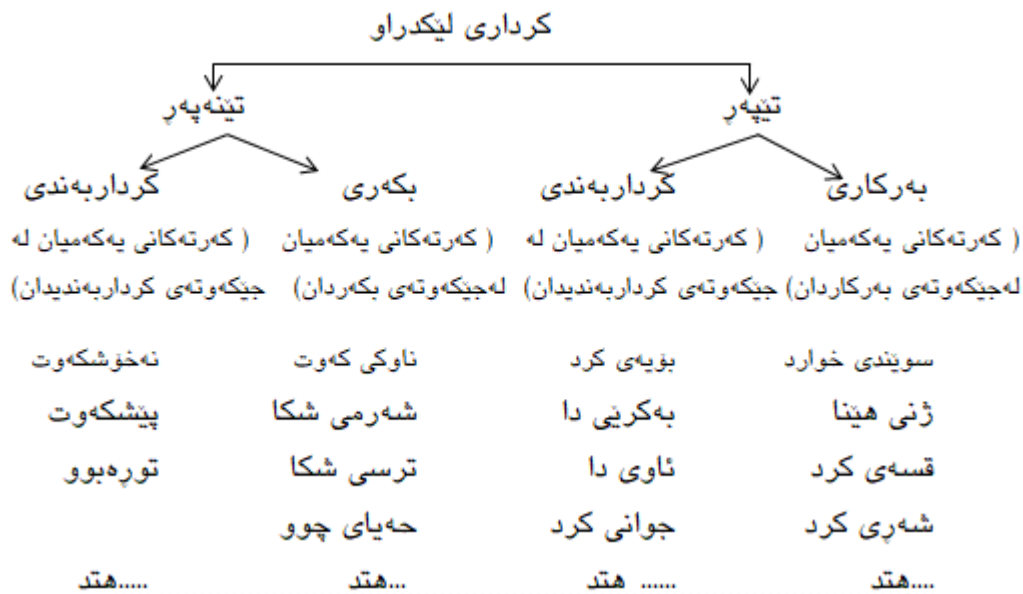 کرداری لێکدراو
تێپەڕ تێنەپەڕ
بەرکاری کرداربەندی بکەری کرداربەندی
( کەرتەکانی یەکەمیان ( کەرتەکانی یەکەمیان لە ( کەرتەکانی یەکەمیان ( کەرتەکانی یەکەمیان لە
لەجێکەوتەی بەرکاردان) جێکەوتەی کرداربەندیدان) لەجێکەوتەی بکەردان) جێکەوتەی کرداربەندیدان)
سوێندی خوارد بۆیەی کرد ناوکی کەوت نەخۆشکەوت
ژنی هێنا بەکرێی دا شەرمی شکا پێشکەوت
قسەی کرد ئاوی دا ترسی شکا تورەبوو
شەڕی کرد جوانی کرد حەیای چوو
....هتد ...... هتد ...هتد .....هتد